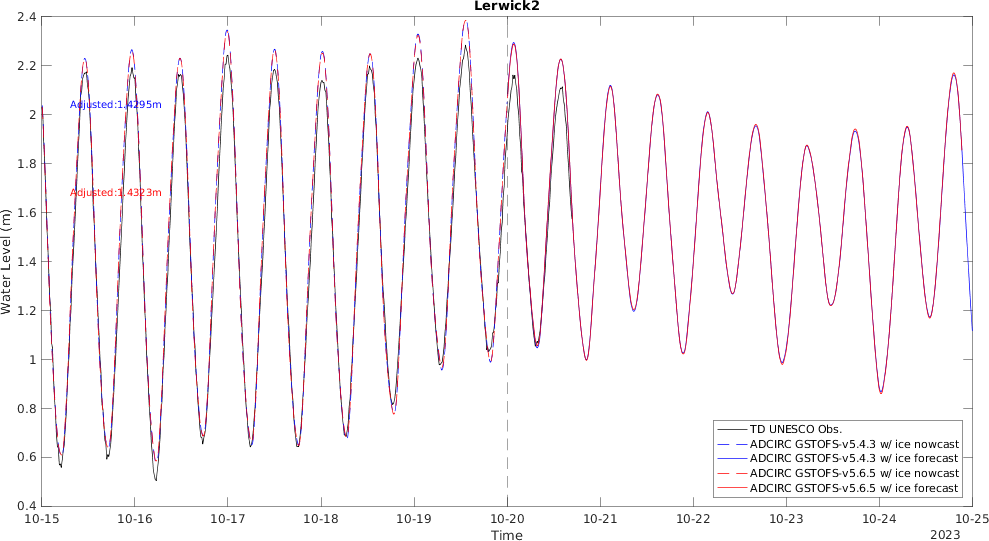 Lerwick2
2.4
2.2
2
1.8
1.6
1.4
1.2
1
0.8
0.6
0.4
Water Level (m)
Adjusted:1.4295m
Adjusted:1.4323m
TD UNESCO Obs.
ADCIRC GSTOFS-v5.4.3 w/ ice nowcast
ADCIRC GSTOFS-v5.4.3 w/ ice forecast
ADCIRC GSTOFS-v5.6.5 w/ ice nowcast
ADCIRC GSTOFS-v5.6.5 w/ ice forecast
10-15 10-16 10-17 10-18 10-19 10-20 10-21 10-22 10-23 10-24 10-25
Time
2023